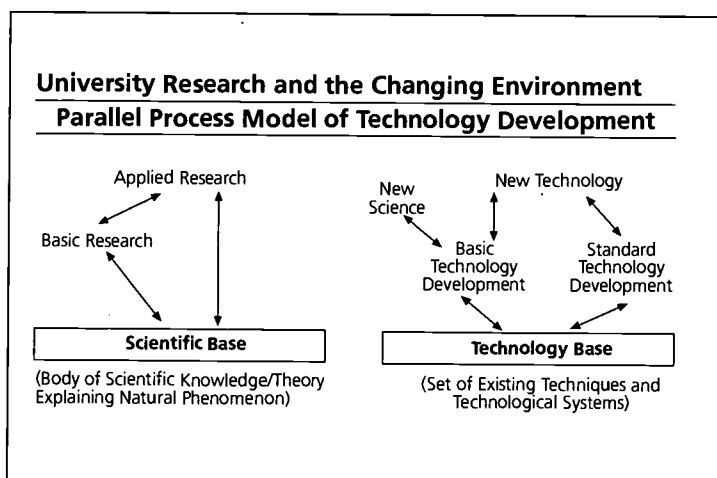 University Research and the Changing Environment
Parallel Process Model of Technology Development
Applied Research
Basic Research
Scientific Base
(Body of Scientific Knowledge/Theory
Explaining Natural Phenomenon)
New
Science
New Technology
Basic
Technology
Development
Standard
Technology
Development
Technology Base
(Set of Existing Techniques and
Technological Systems)